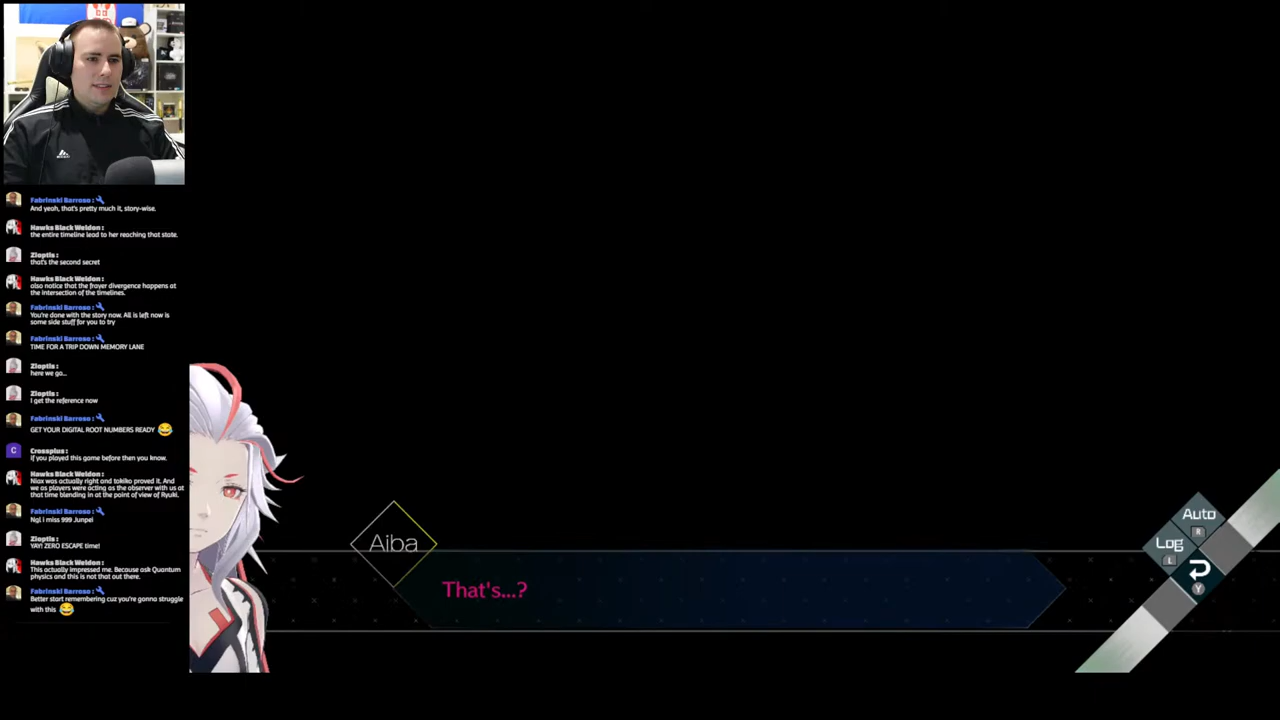 Fabrinski Barroso :
And yeah, that's pretty much it, story-wise.
Hawks Black Weldon :
the entire timeline lead to her reaching that state.
Zioptis :
that's the second secret
Hawks Black Weldon :
also notice that the frayer divergence happens at
the intersection of the timelines.
Fabrinski Barroso :
You're done with the story now. All is left now is
some side stuff for you to try
Fabrinski Barroso :
TIME FOR A TRIP DOWN MEMORY LANE
Zioptis :
here we go...
Zioptis :
I get the reference now
Fabrinski Barroso :
GET YOUR DIGITAL ROOT NUMBERS READY 😂
C
Crossplus :
if you played this game before then you know.
Hawks Black Weldon :
Niax was actually right and tokiko proved it. And
we as players were acting as the observer with us at
that time blending in at the point of view of Ryuki.
Fabrinski Barroso :
Ngl i miss 999 Junpei
Zioptis :
YAY! ZERO ESCAPE time!
Hawks Black Weldon :
This actually impressed me. Because ask Quantum
physics and this is not that out there.
Fabrinski Barroso :
Better start remembering cuz you're gonna struggle
with this 😂
Aiba
That's...?
Auto
R
Log
L
Y